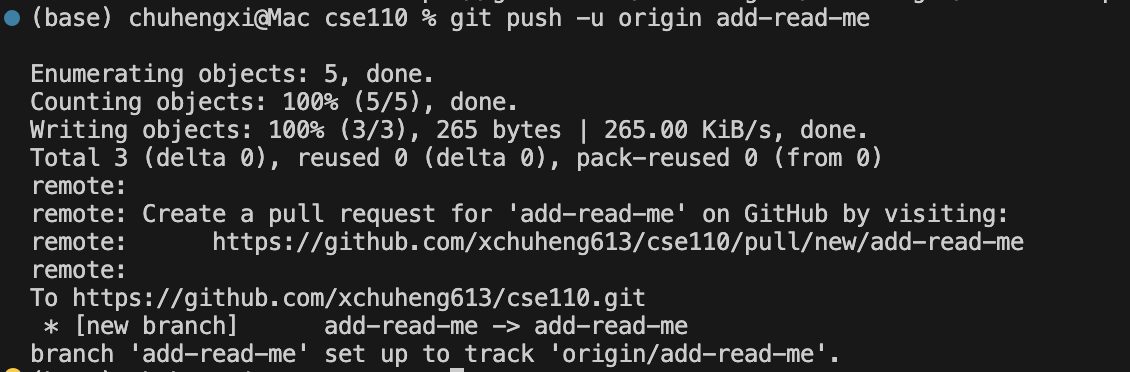 (base) chuhengxi@Mac cse110 % git push -u origin add-read-me
Enumerating objects: 5, done.
Counting objects: 100% (5/5), done.
Writing objects: 100% (3/3), 265 bytes | 265.00 KiB/s, done.
Total 3 (delta 0), reused 0 (delta 0), pack-reused 0 (from 0)
remote:
remote: Create a pull request for 'add-read-me' on GitHub by visiting:
remote:      https://github.com/xchuheng613/cse110/pull/new/add-read-me
remote:
To https://github.com/xchuheng613/cse110.git
 * [new branch]      add-read-me -> add-read-me
branch 'add-read-me' set up to track 'origin/add-read-me'.